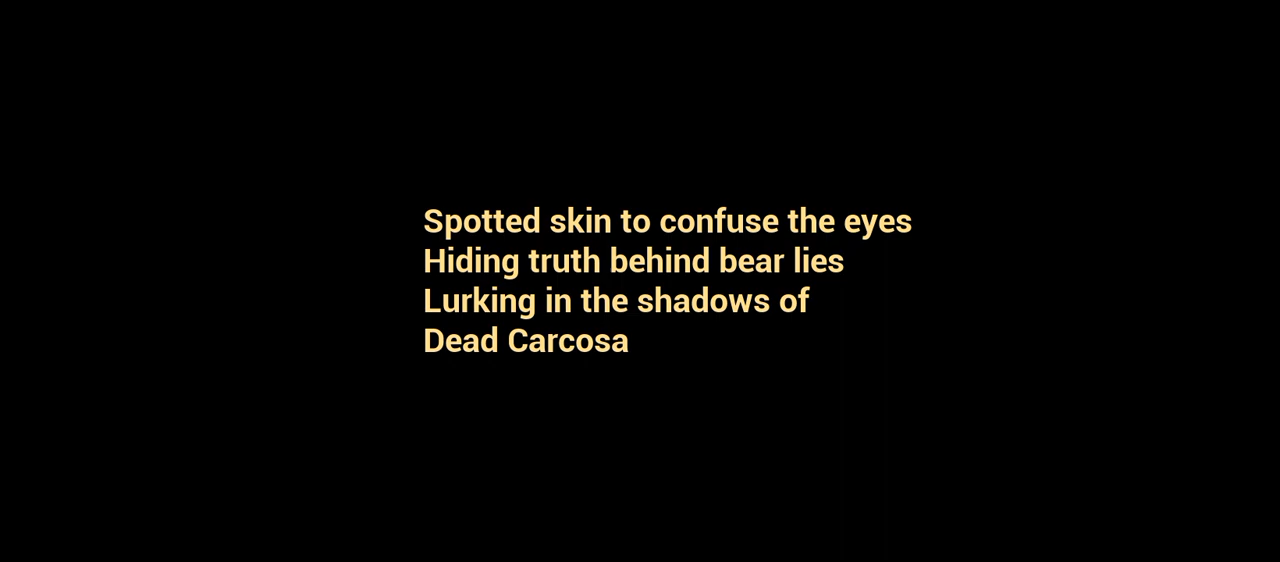 Spotted skin to confuse the eyes
Hiding truth behind bear lies
Lurking in the shadows of
Dead Carcosa